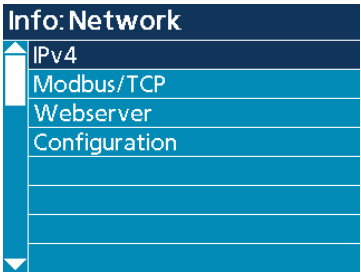 Info: Network
IPv4
Modbus/TCP
Webserver
Configuration